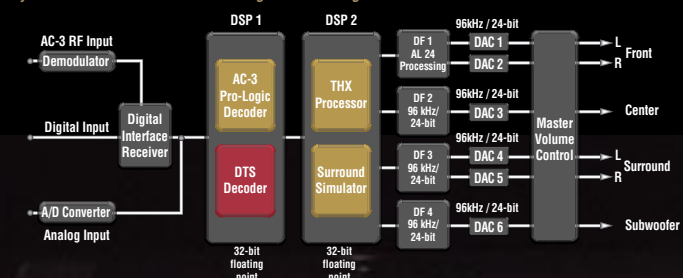 DSP 1
DSP 2
AC-3 RF Input
Demodulator
Digital Input
Digital
Interface
Receiver
A/D Converter
Analog Input
AC-3
Pro-Logic
Decoder
DTS
Decoder
32-bit
floating
point
THX
Processor
Surround
Simulator
32-bit
floating
point
DF 1
AL 24
Processing
96kHz / 24-bit
DAC 1
DAC 2
DF 2
96 kHz/
24-bit
96kHz / 24-bit
DAC 3
DF 3
96 kHz/
24-bit
96kHz / 24-bit
DAC 4
DAC 5
DF 4
96 kHz/
24-bit
96kHz / 24-bit
DAC 6
Master
Volume
Control
L
R
Front
Center
L
R
Surround
Subwoofer